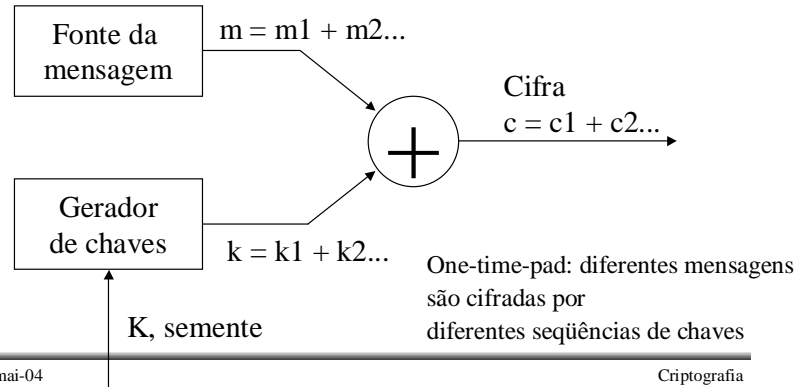 Fonte da
mensagem
m = m1 + m2...
Cifra
c = c1 + c2...
+
Gerador
de chaves
k = k1 + k2...
K, semente
One-time-pad: diferentes mensagens
são cifradas por
diferentes seqüências de chaves
mai-04
Criptografia